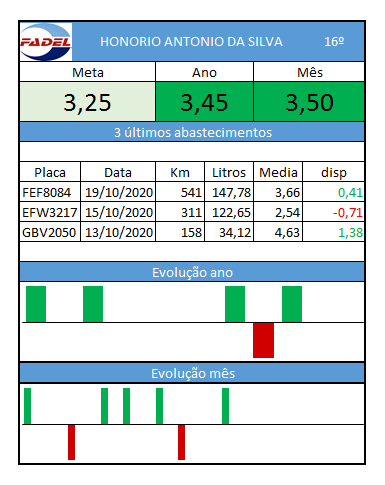 FADEL
HONORIO ANTONIO DA SILVA 16º
Meta Ano Mês
3,25 3,45 3,50
3 últimos abastecimentos
Placa Data Km Litros Media disp
FEF8084 19/10/2020 541 147,78 3,66 0,41
EFW3217 15/10/2020 311 122,65 2,54 -0,71
GBV2050 13/10/2020 158 34,12 4,63 1,38
Evolução ano
Evolução mês